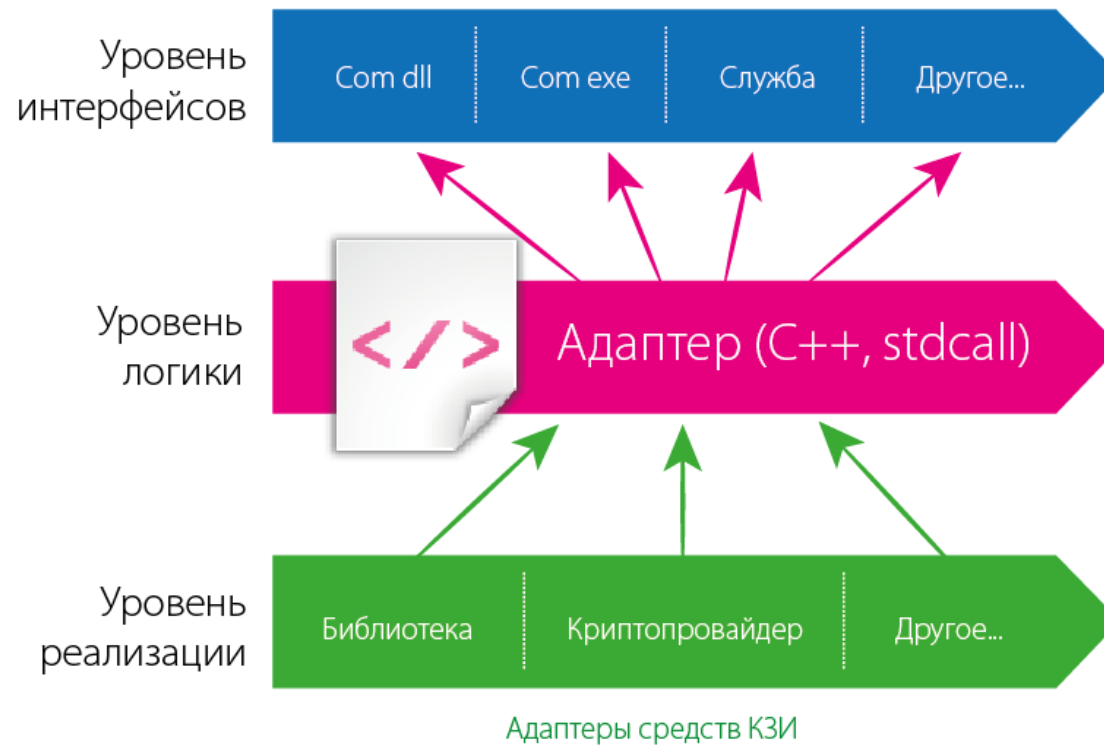 Уровень
интерфейсов
Com dll
Com exe
Служба
Другое...
Уровень
логики
</>
Адаптер (C++, stdcall)
Уровень
реализации
Библиотека
Криптопровайдер
Другое...
Адаптеры средств КЗИ